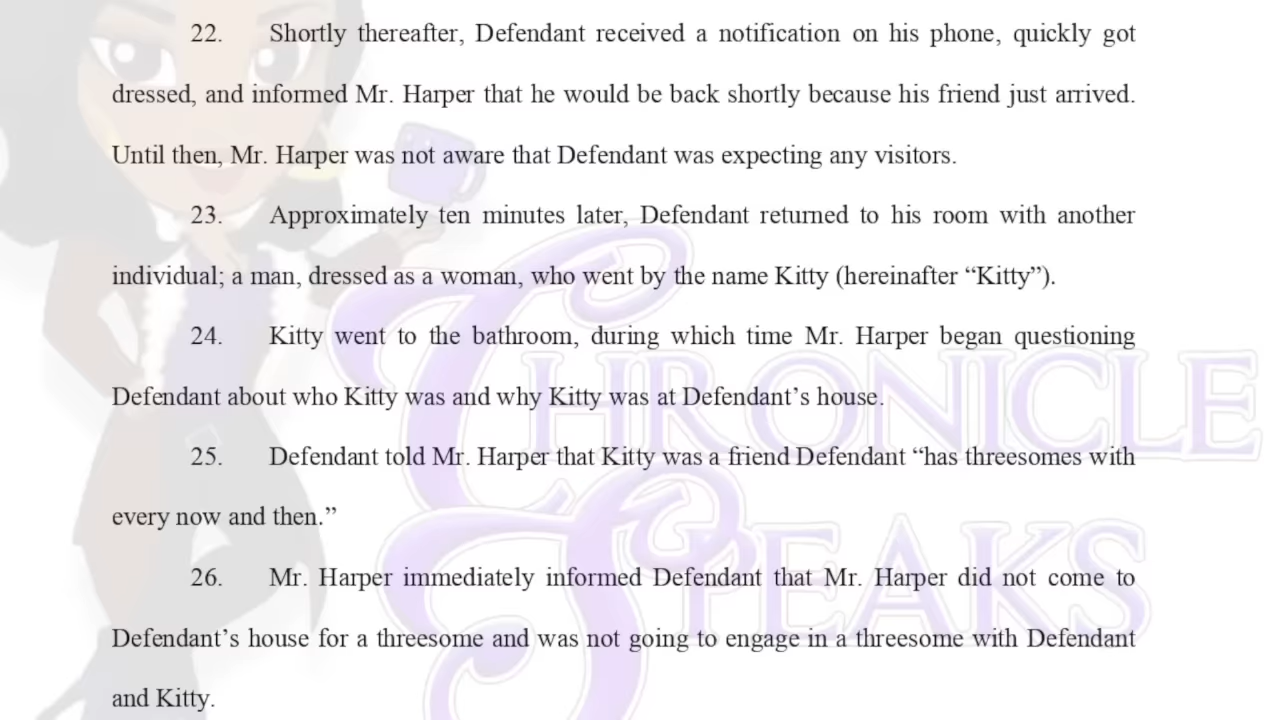 22. Shortly thereafter, Defendant received a notification on his phone, quickly got
dressed, and informed Mr. Harper that he would be back shortly because his friend just arrived.
Until then, Mr. Harper was not aware that Defendant was expecting any visitors.
23. Approximately ten minutes later, Defendant returned to his room with another
individual; a man, dressed as a woman, who went by the name Kitty (hereinafter “Kitty”).
24. Kitty went to the bathroom, during which time Mr. Harper began questioning
Defendant about who Kitty was and why Kitty was at Defendant’s house.
25. Defendant told Mr. Harper that Kitty was a friend Defendant “has threesomes with
every now and then.”
26. Mr. Harper immediately informed Defendant that Mr. Harper did not come to
Defendant’s house for a threesome and was not going to engage in a threesome with Defendant
and Kitty.
CHRONICLE
SPEAKS